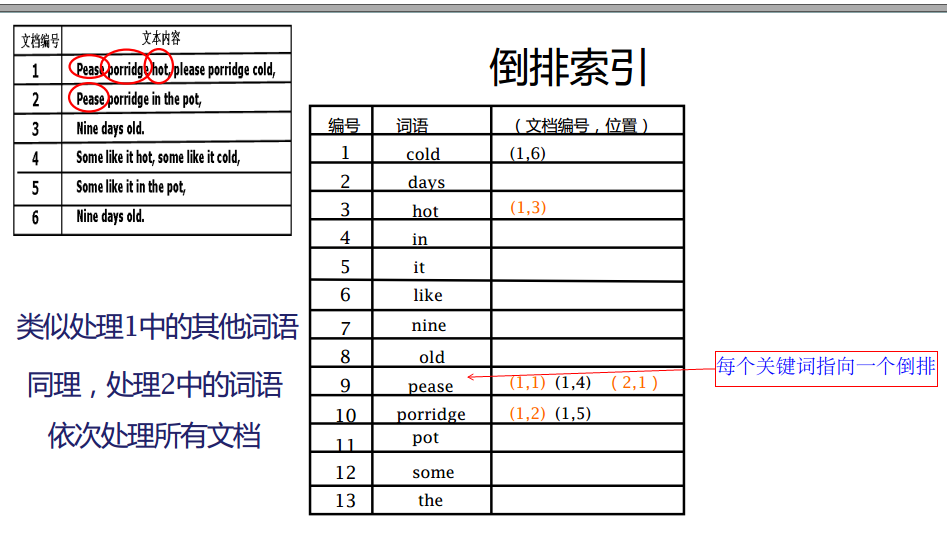 文档编号 文本内容
1 Pease porridge hot, please porridge cold,
2 Pease porridge in the pot,
3 Nine days old.
4 Some like it hot, some like it cold,
5 Some like it in the pot,
6 Nine days old.
倒排索引
编号 词语 （文档编号，位置）
1 cold (1,6)
2 days
3 hot (1,3)
4 in
5 it
6 like
7 nine
8 old
9 pease (1,1) (1,4) （2,1）
10 porridge (1,2) (1,5)
11 pot
12 some
13 the
类似处理1中的其他词语
同理，处理2中的词语
依次处理所有文档
每个关键词指向一个倒排